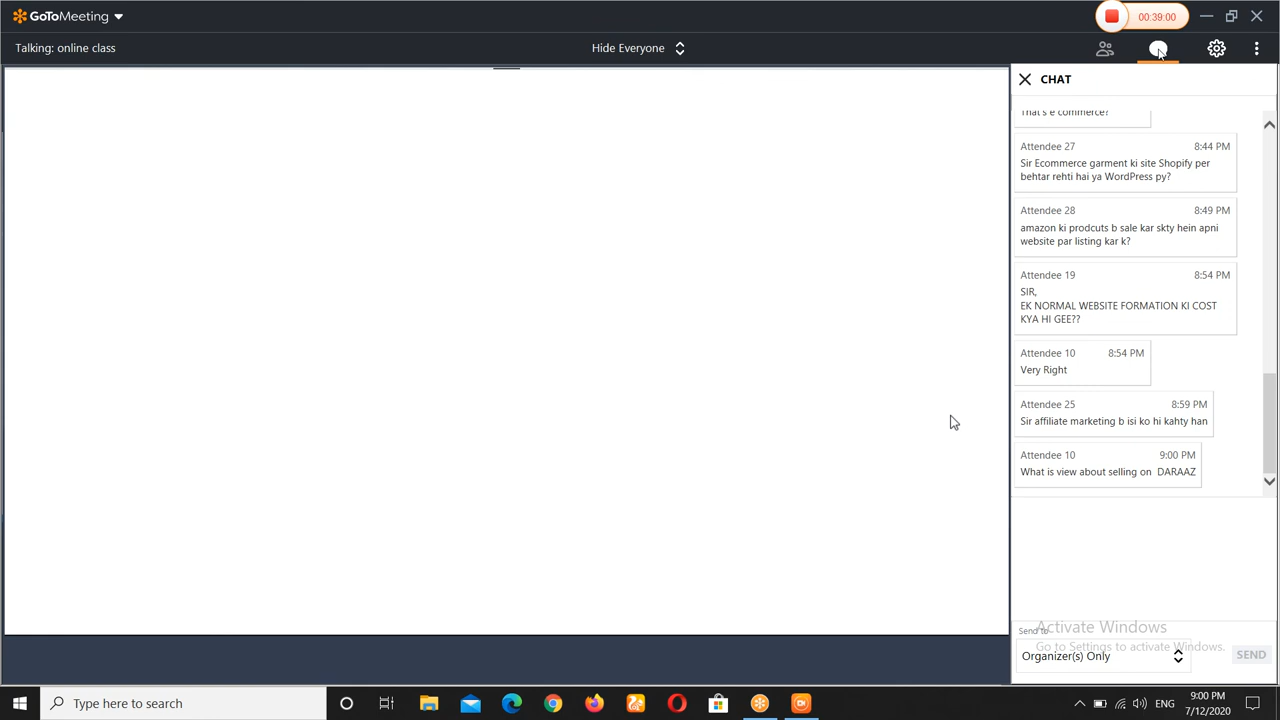 GoToMeeting
00:39:00
Talking: online class
Hide Everyone
CHAT
That's e commerce?
Attendee 27 8:44 PM
Sir Ecommerce garment ki site Shopify per
behtar rehti hai ya WordPress py?
Attendee 28 8:49 PM
amazon ki prodcuts b sale kar skty hein apni
website par listing kar k?
Attendee 19 8:54 PM
SIR,
EK NORMAL WEBSITE FORMATION KI COST
KYA HI GEE??
Attendee 10 8:54 PM
Very Right
Attendee 25 8:59 PM
Sir affiliate marketing b isi ko hi kahty han
Attendee 10 9:00 PM
What is view about selling on DARAAZ
Activate Windows
Go to Settings to activate Windows.
Send to
Organizer(s) Only
SEND
Type here to search
ENG
9:00 PM
7/12/2020